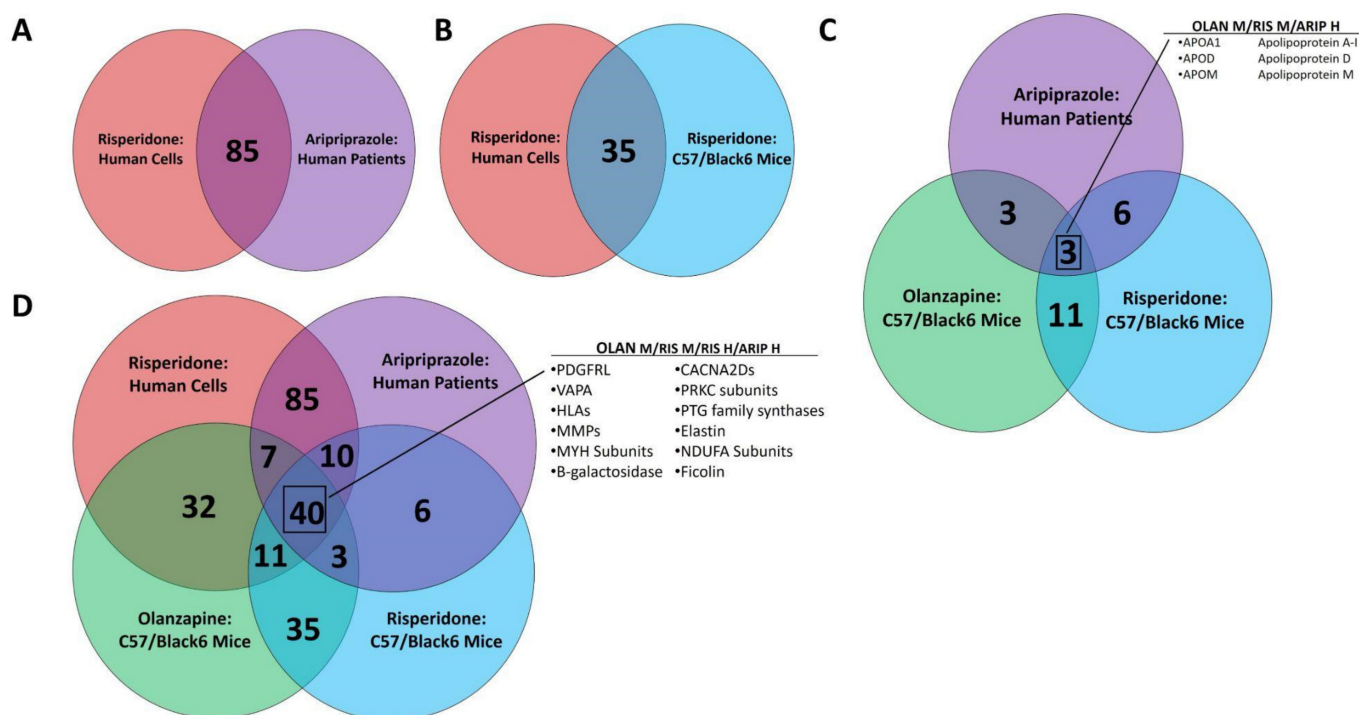 A
Risperidone:
Human Cells
85
Aripriprazole:
Human Patients
B
Risperidone:
Human Cells
35
Risperidone:
C57/Black6 Mice
C
OLAN M/RIS M/ARIP H
•APOA1 Apolipoprotein A-I
•APOD Apolipoprotein D
•APOM Apolipoprotein M
Aripiprazole:
Human Patients
3
6
3
Olanzapine:
C57/Black6 Mice
11
Risperidone:
C57/Black6 Mice
D
Risperidone:
Human Cells
Aripriprazole:
Human Patients
85
7
10
32
40
6
11
3
Olanzapine:
C57/Black6 Mice
35
Risperidone:
C57/Black6 Mice
OLAN M/RIS M/RIS H/ARIP H
•PDGFRL •CACNA2Ds
•VAPA •PRKC subunits
•HLAs •PTG family synthases
•MMPs •Elastin
•MYH Subunits •NDUFA Subunits
•B-galactosidase •Ficolin